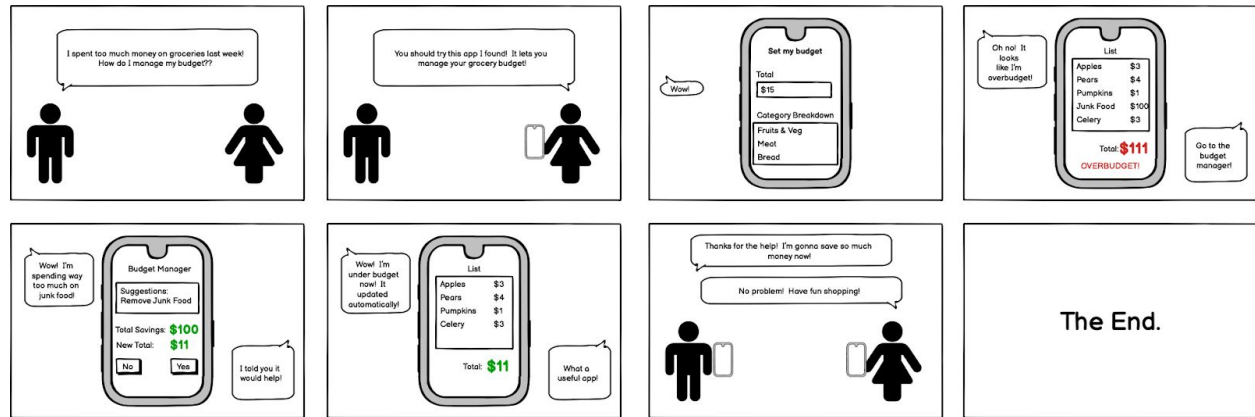 I spent too much money on groceries last week!
How do I manage my budget??
You should try this app I found! It lets you
manage your grocery budget!
Wow!
Set my budget
Total
$15
Category Breakdown
Fruits & Veg
Meat
Bread
Oh no! It
looks
like I'm
overbudget!
List
Apples $3
Pears $4
Pumpkins $1
Junk Food $100
Celery $3
Total: $111
OVERBUDGET!
Go to the
budget
manager!
Wow! I'm
spending way
too much on
junk food!
Budget Manager
Suggestions:
Remove Junk Food
Total Savings: $100
New Total: $11
No Yes
I told you it
would help!
Wow! I'm
under budget
now! It
updated
automatically!
List
Apples $3
Pears $4
Pumpkins $1
Celery $3
Total: $11
What a
useful app!
Thanks for the help! I'm gonna save so much
money now!
No problem! Have fun shopping!
The End.